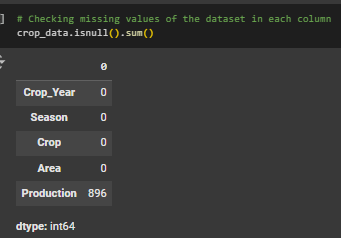 ] # Checking missing values of the dataset in each column
crop_data.isnull().sum()
0
Crop_Year 0
Season 0
Crop 0
Area 0
Production 896
dtype: int64